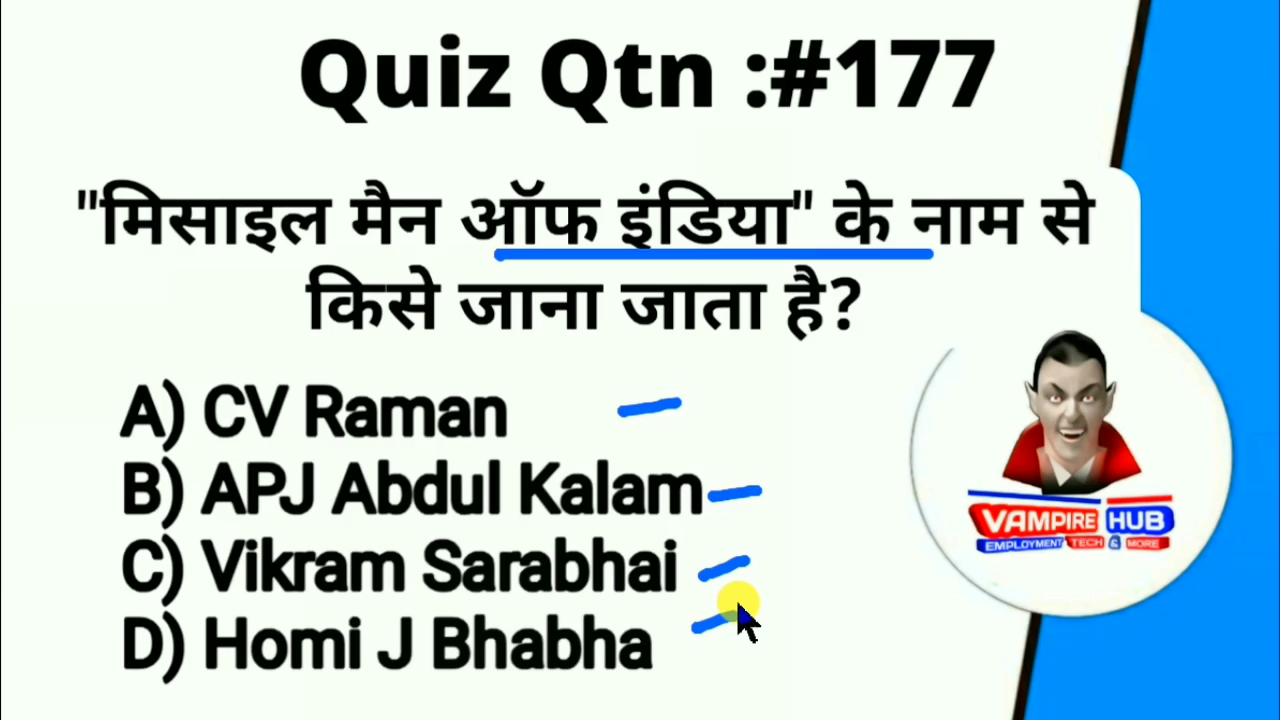 Quiz Qtn :#177
"मिसाइल मैन ऑफ इंडिया" के नाम से
किसे जाना जाता है?
A) CV Raman
B) APJ Abdul Kalam
C) Vikram Sarabhai
D) Homi J Bhabha
VAMPIRE HUB
EMPLOYMENT TECH & MORE